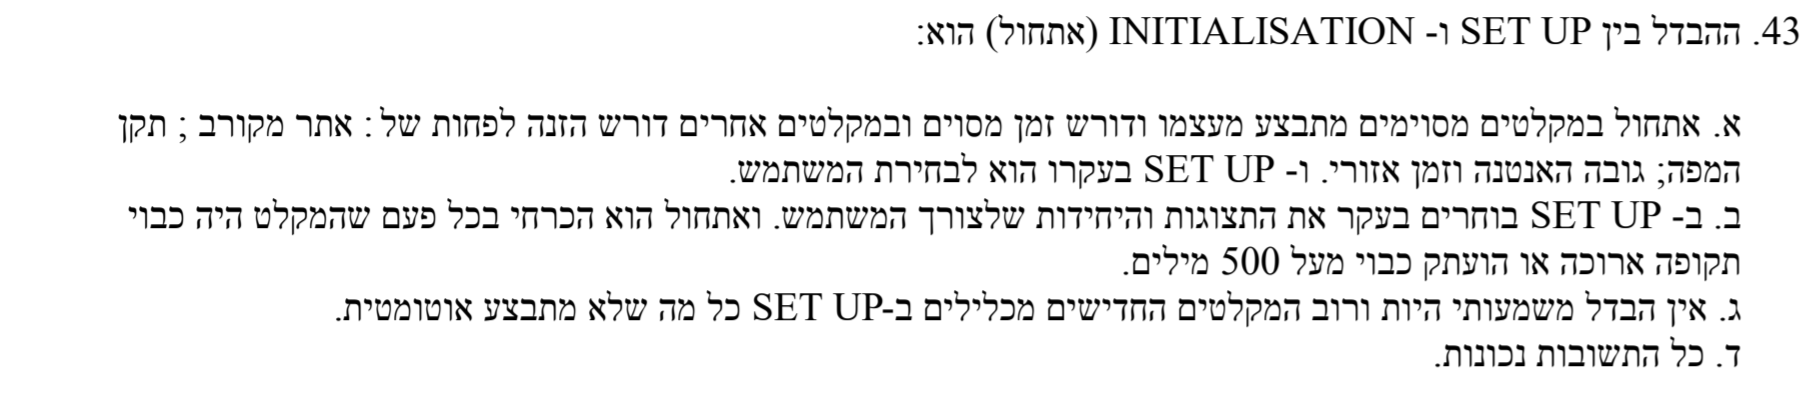 43. ההבדל בין SET UP ו- INITIALISATION (אתחול) הוא:
א. אתחול במקלטים מסוימים מתבצע מעצמו ודורש זמן מסוים ובמקלטים אחרים דורש הזנה לפחות של : אתר מקורב ; תקן
המפה; גובה האנטנה וזמן אזורי. ו- SET UP בעקרו הוא לבחירת המשתמש.
ב. ב- SET UP בוחרים בעקר את התצוגות והיחידות שלצורך המשתמש. ואתחול הוא הכרחי בכל פעם שהמקלט היה כבוי
תקופה ארוכה או הועתק כבוי מעל 500 מילים.
ג. אין הבדל משמעותי היות ורוב המקלטים החדישים מכלילים ב-SET UP כל מה שלא מתבצע אוטומטית.
ד. כל התשובות נכונות.